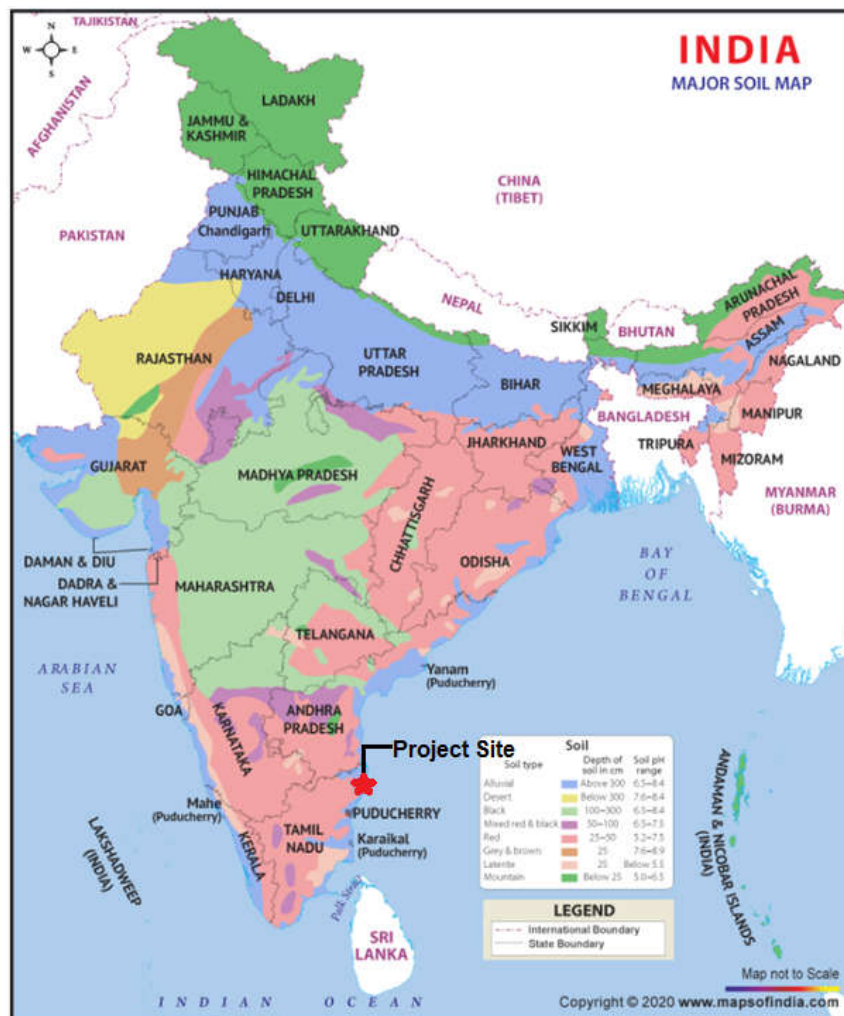 TAJIKISTAN
N
W
E
S
INDIA
MAJOR SOIL MAP
AFGHANISTAN
LADAKH
JAMMU &
KASHMIR
HIMACHAL
PRADESH
CHINA
(TIBET)
PUNJAB
Chandigarh
UTTARAKHAND
PAKISTAN
HARYANA
DELHI
NEPAL
ARUNACHAL
PRADESH
SIKKIM
BHUTAN
ASSAM
NAGALAND
RAJASTHAN
UTTAR
PRADESH
BIHAR
MEGHALAYA
BANGLADESH
MANIPUR
JHARKHAND
WEST
BENGAL
TRIPURA
MIZORAM
GUJARAT
MADHYA PRADESH
CHHATTISGARH
MYANMAR
(BURMA)
DAMAN & DIU
DADRA &
NAGAR HAVELI
MAHARASHTRA
ODISHA
BAY
OF
BENGAL
TELANGANA
ARABIAN
SEA
Yanam
(Puducherry)
GOA
KARNATAKA
ANDHRA
PRADESH
Project Site
Mahe
(Puducherry)
PUDUCHERRY
Karaikal
(Puducherry)
TAMIL
NADU
KERALA
LAKSHADWEEP
(INDIA)
Palk Strait
SRI
LANKA
ANDAMAN & NICOBAR ISLANDS
(INDIA)
Soil
Soil type Depth of soil in cm Soil pH range
Alluvial Above 300 6.5–8.4
Desert Below 300 7.6–8.4
Black 100–300 6.5–8.4
Mixed red & black 50–100 6.5–7.5
Red 25–50 5.2–7.5
Grey & brown 25 7.6–8.9
Laterite 25 Below 5.5
Mountain Below 25 5.0–6.5
LEGEND
International Boundary
State Boundary
Map not to Scale
INDIAN OCEAN
Copyright © 2020 www.mapsofindia.com